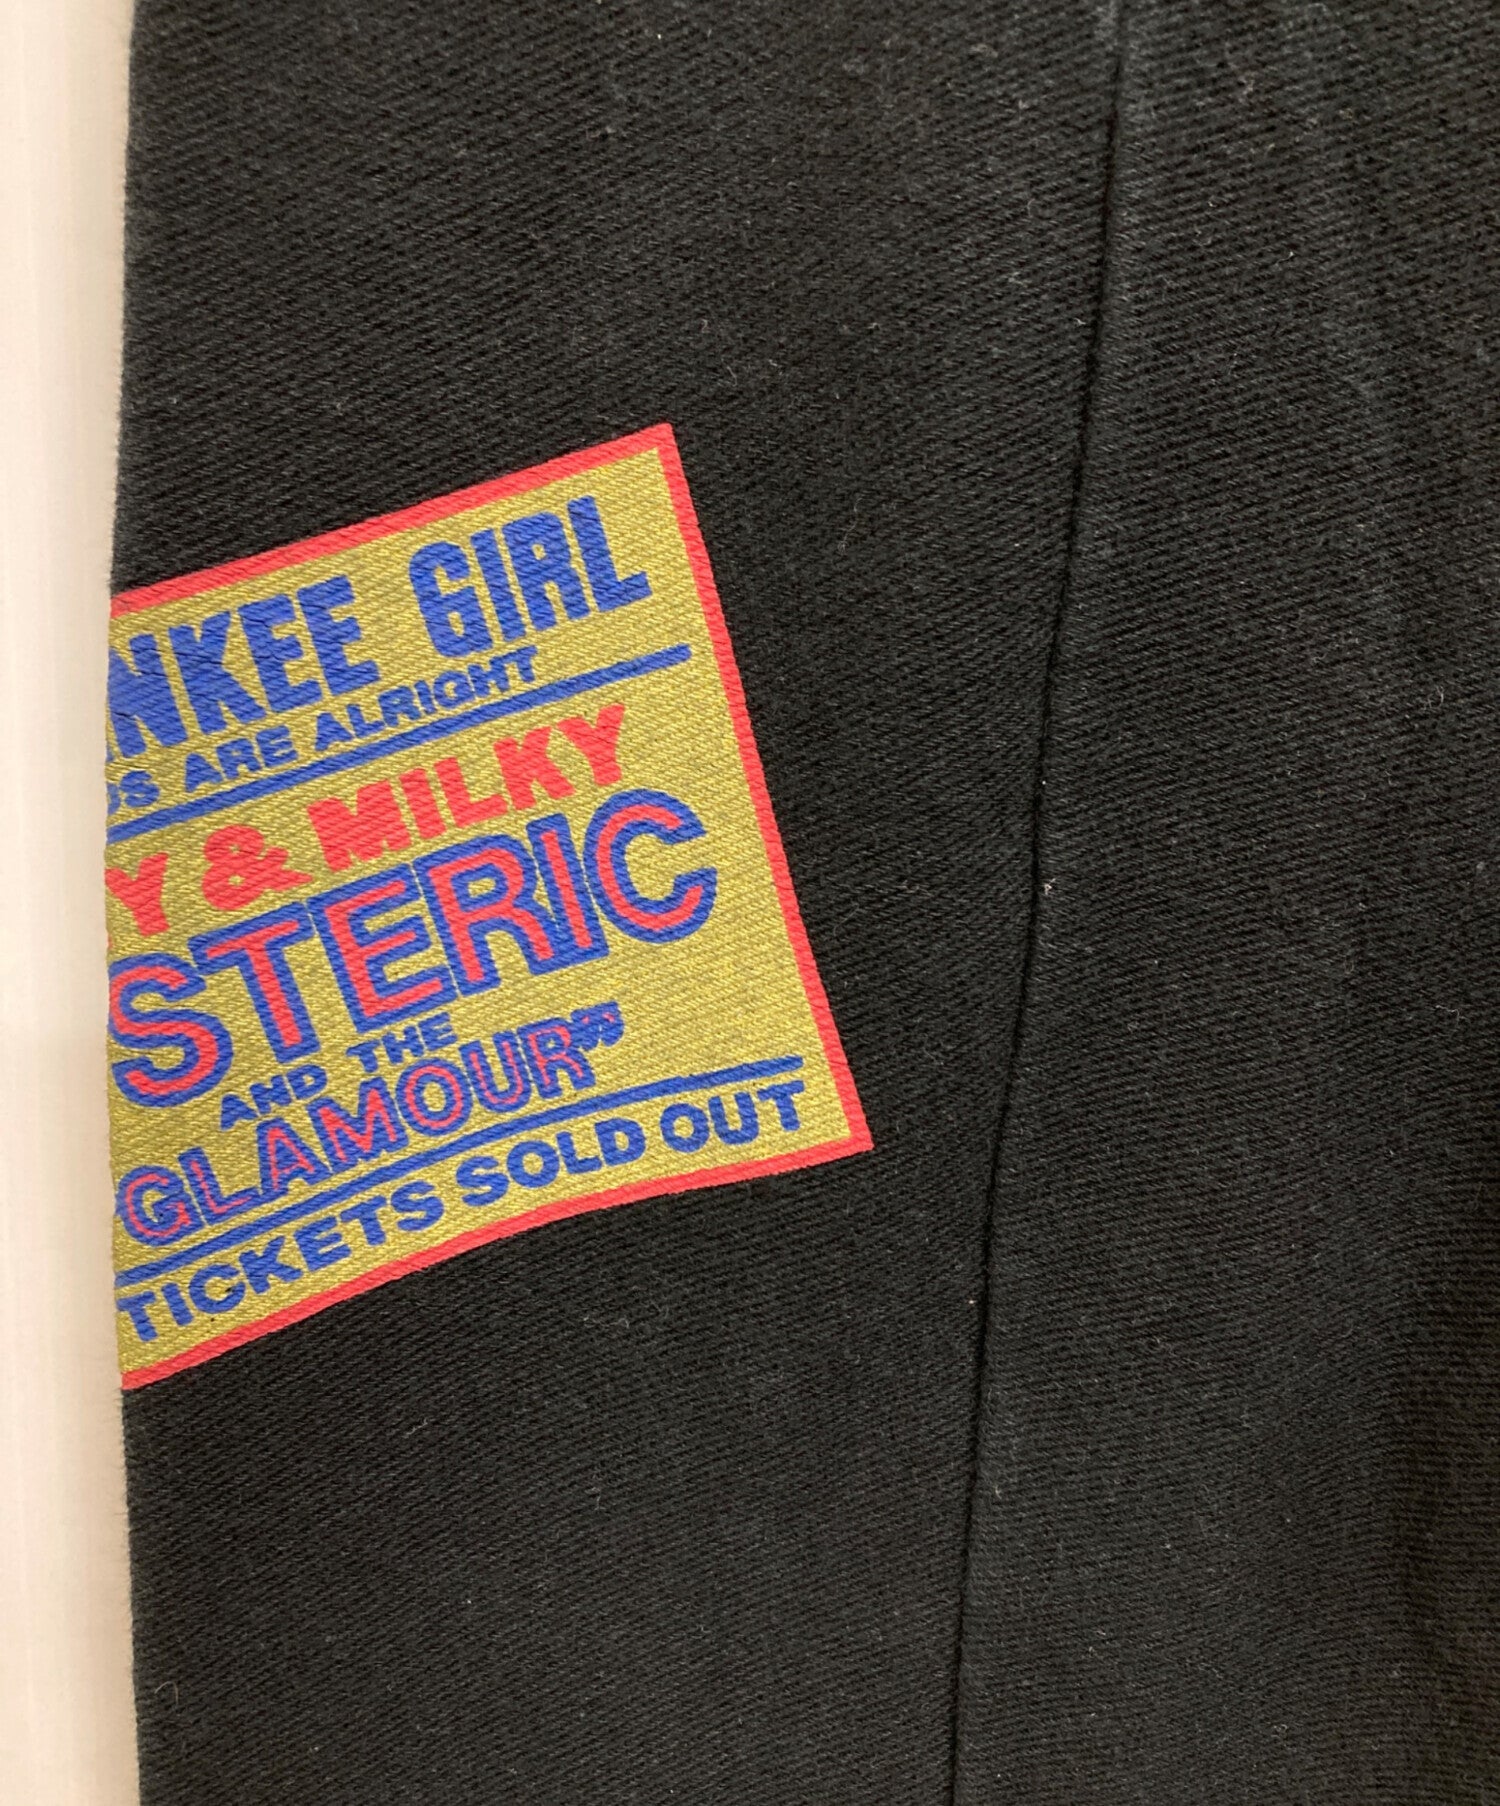 NKEE GIRL
DS ARE ALRIGHT
Y & MILKY
STERIC
AND THE
GLAMOUR”
TICKETS SOLD OUT